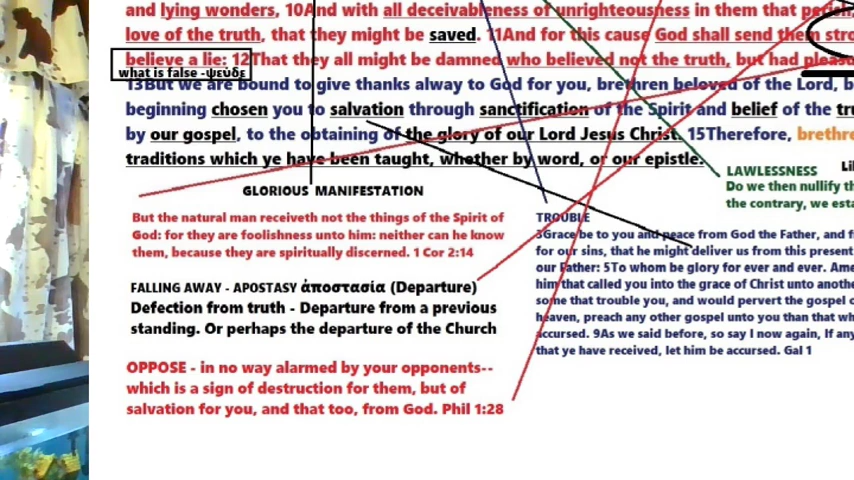 and lying wonders, 10And with all deceivableness of unrighteousness in them that perish
love of the truth, that they might be saved. 11And for this cause God shall send them stro
believe a lie: 12That they all might be damned who believed not the truth, but had pleasu
what is false -ψεύδε
13But we are bound to give thanks alway to God for you, brethren beloved of the Lord, b
beginning chosen you to salvation through sanctification of the Spirit and belief of the tru
by our gospel, to the obtaining of the glory of our Lord Jesus Christ. 15Therefore, brethre
traditions which ye have been taught, whether by word, or our epistle.
Li
LAWLESSNESS
Do we then nullify th
the contrary, we esta
GLORIOUS MANIFESTATION
But the natural man receiveth not the things of the Spirit of
God: for they are foolishness unto him: neither can he know
them, because they are spiritually discerned. 1 Cor 2:14
TROUBLE
3Grace be to you and peace from God the Father, and f
for our sins, that he might deliver us from this present
our Father: 5To whom be glory for ever and ever. Ame
him that called you into the grace of Christ unto anothe
some that trouble you, and would pervert the gospel o
heaven, preach any other gospel unto you than that wh
accursed. 9As we said before, so say I now again, If any
that ye have received, let him be accursed. Gal 1
FALLING AWAY - APOSTASY ἀποστασία (Departure)
Defection from truth - Departure from a previous
standing. Or perhaps the departure of the Church
OPPOSE - in no way alarmed by your opponents--
which is a sign of destruction for them, but of
salvation for you, and that too, from God. Phil 1:28